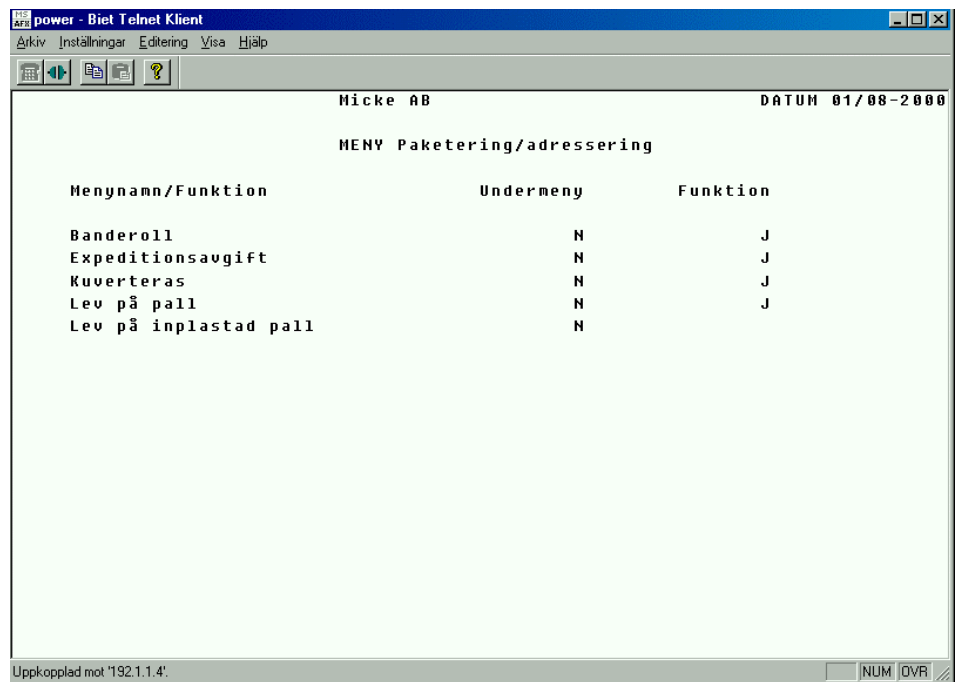 MS AFX power - Biet Telnet Klient
Arkiv Inställningar Editering Visa Hjälp
Micke AB DATUM 01/08-2000
MENY Paketering/adressering
Menynamn/Funktion Undermeny Funktion
Banderoll N J
Expeditionsavgift N J
Kuverteras N J
Lev på pall N J
Lev på inplastad pall N
Uppkopplad mot '192.1.1.4'. NUM OVR